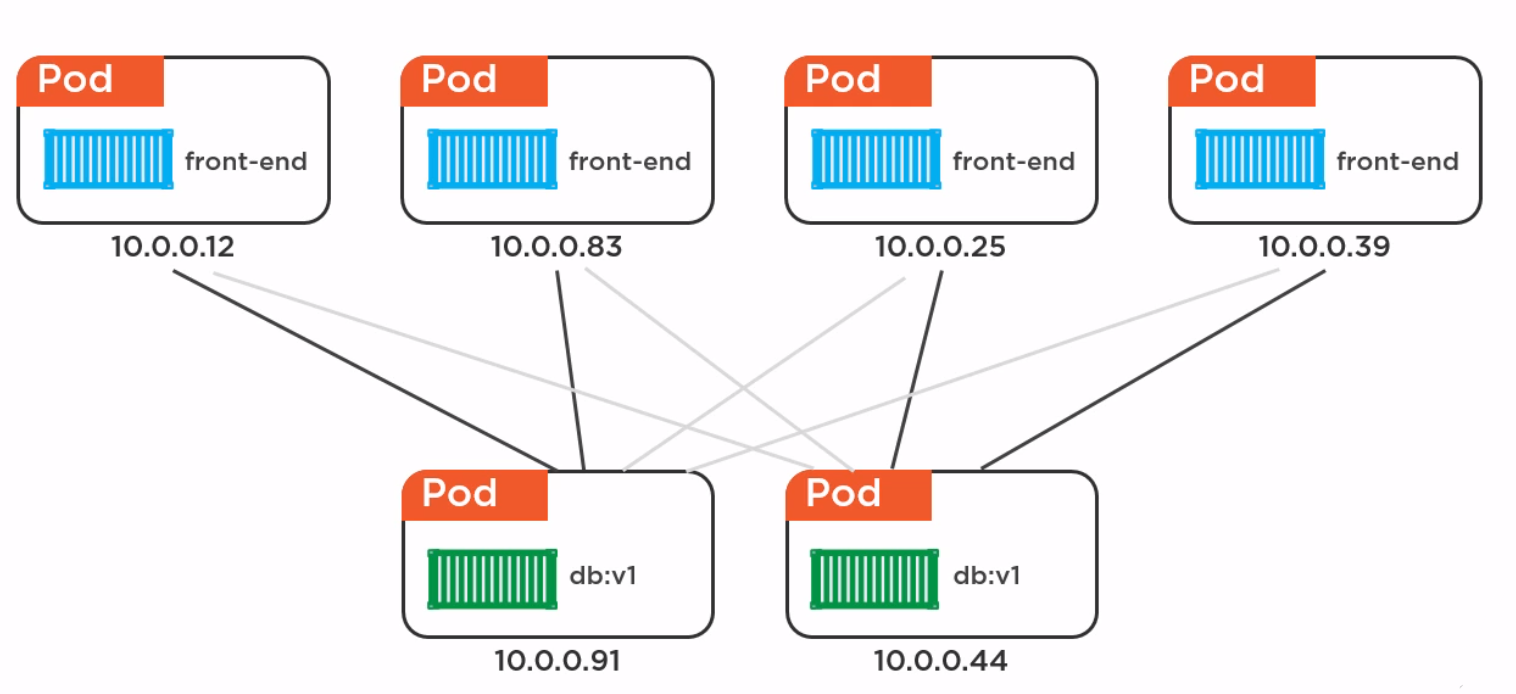 Pod
front-end
10.0.0.12
Pod
front-end
10.0.0.83
Pod
front-end
10.0.0.25
Pod
front-end
10.0.0.39
Pod
db:v1
10.0.0.91
Pod
db:v1
10.0.0.44